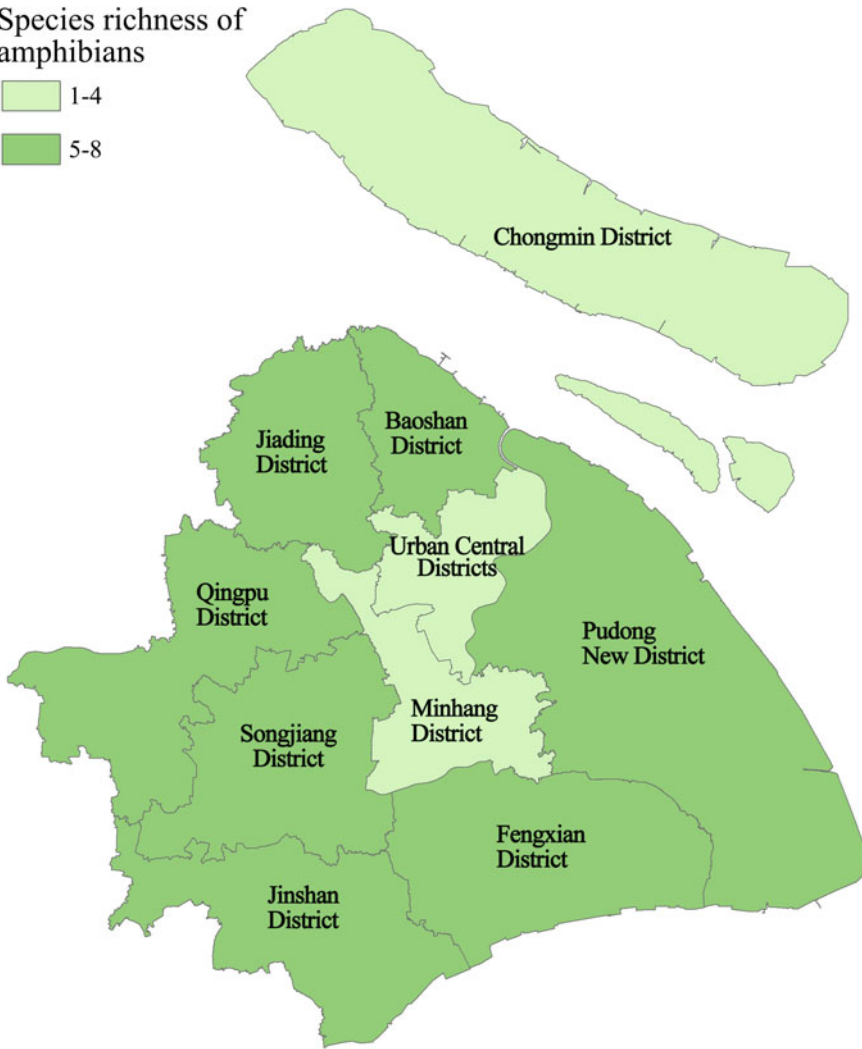 Species richness of
amphibians
1-4
5-8
Chongmin District
Baoshan
District
Jiading
District
Urban Central
Districts
Qingpu
District
Pudong
New District
Minhang
District
Songjiang
District
Fengxian
District
Jinshan
District